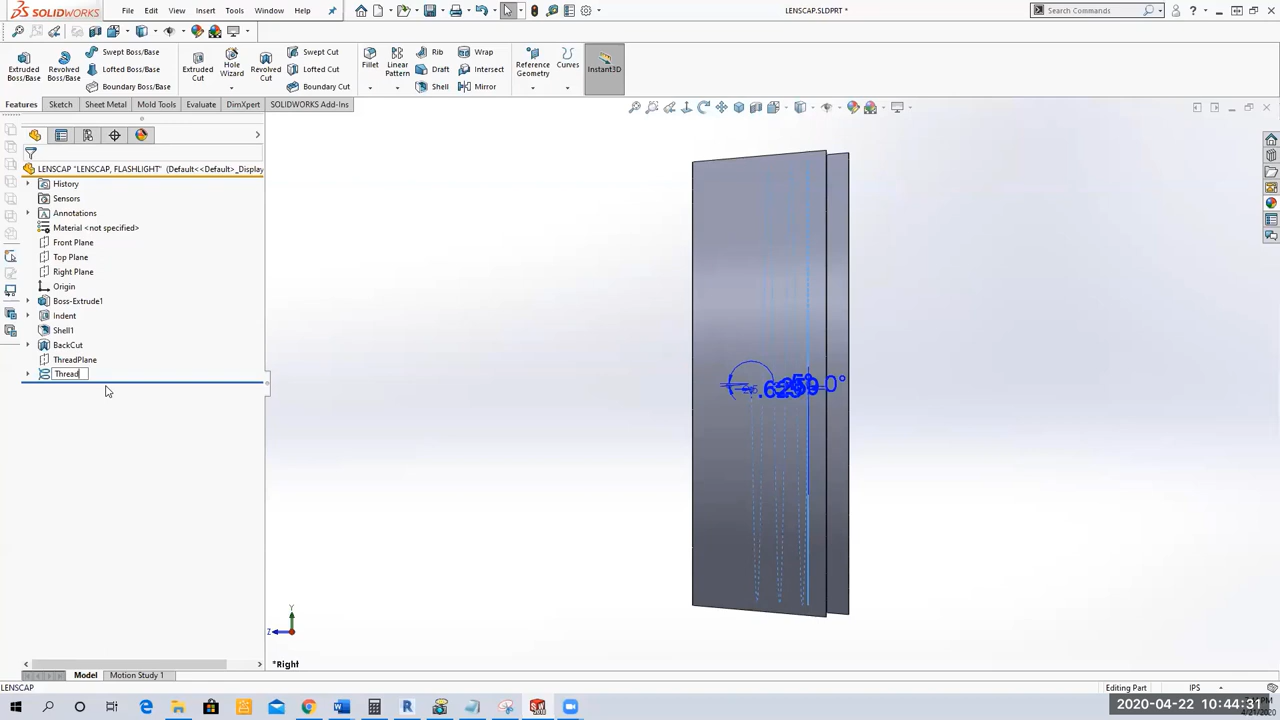 SOLIDWORKS
File Edit View Insert Tools Window Help
LENSCAP.SLDPRT *
Search Commands
Extruded Boss/Base
Revolved Boss/Base
Swept Boss/Base
Lofted Boss/Base
Boundary Boss/Base
Extruded Cut
Hole Wizard
Revolved Cut
Swept Cut
Lofted Cut
Boundary Cut
Fillet
Linear Pattern
Rib
Draft
Shell
Wrap
Intersect
Mirror
Reference Geometry
Curves
Instant3D
Features Sketch Sheet Metal Mold Tools Evaluate DimXpert SOLIDWORKS Add-Ins
LENSCAP "LENSCAP, FLASHLIGHT" (Default<<Default>_Display
History
Sensors
Annotations
Material <not specified>
Front Plane
Top Plane
Right Plane
Origin
Boss-Extrude1
Indent
Shell1
BackCut
ThreadPlane
Thread
Y
Z
*Right
Model Motion Study 1
LENSCAP
Editing Part
IPS
2020-04-22 10:44:31